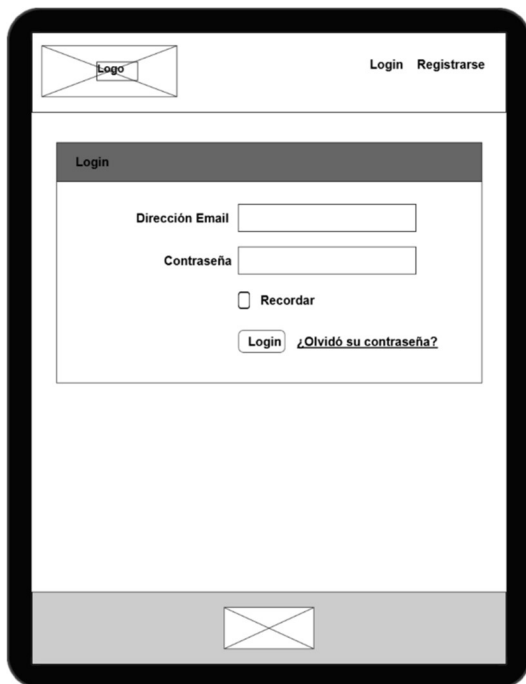 Logo
Login Registrarse
Login
Dirección Email
Contraseña
Recordar
Login ¿Olvidó su contraseña?